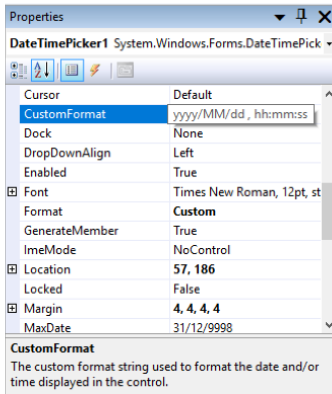 Properties
DateTimePicker1 System.Windows.Forms.DateTimePick
Cursor Default
CustomFormat yyyy/MM/dd , hh:mm:ss
Dock None
DropDownAlign Left
Enabled True
Font Times New Roman, 12pt, st
Format Custom
GenerateMember True
ImeMode NoControl
Location 57, 186
Locked False
Margin 4, 4, 4, 4
MaxDate 31/12/9998
CustomFormat
The custom format string used to format the date and/or
time displayed in the control.